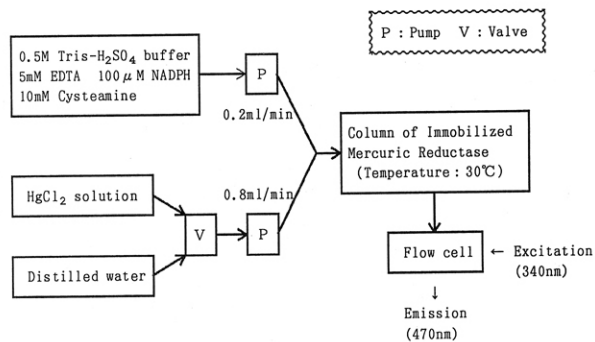 P : Pump V : Valve
0.5M Tris-H₂SO₄ buffer
5mM EDTA 100μM NADPH
10mM Cysteamine
P
0.2ml/min
Column of Immobilized
Mercuric Reductase
(Temperature : 30℃)
HgCl₂ solution
0.8ml/min
V
P
Distilled water
Flow cell
← Excitation
(340nm)
↓
Emission
(470nm)